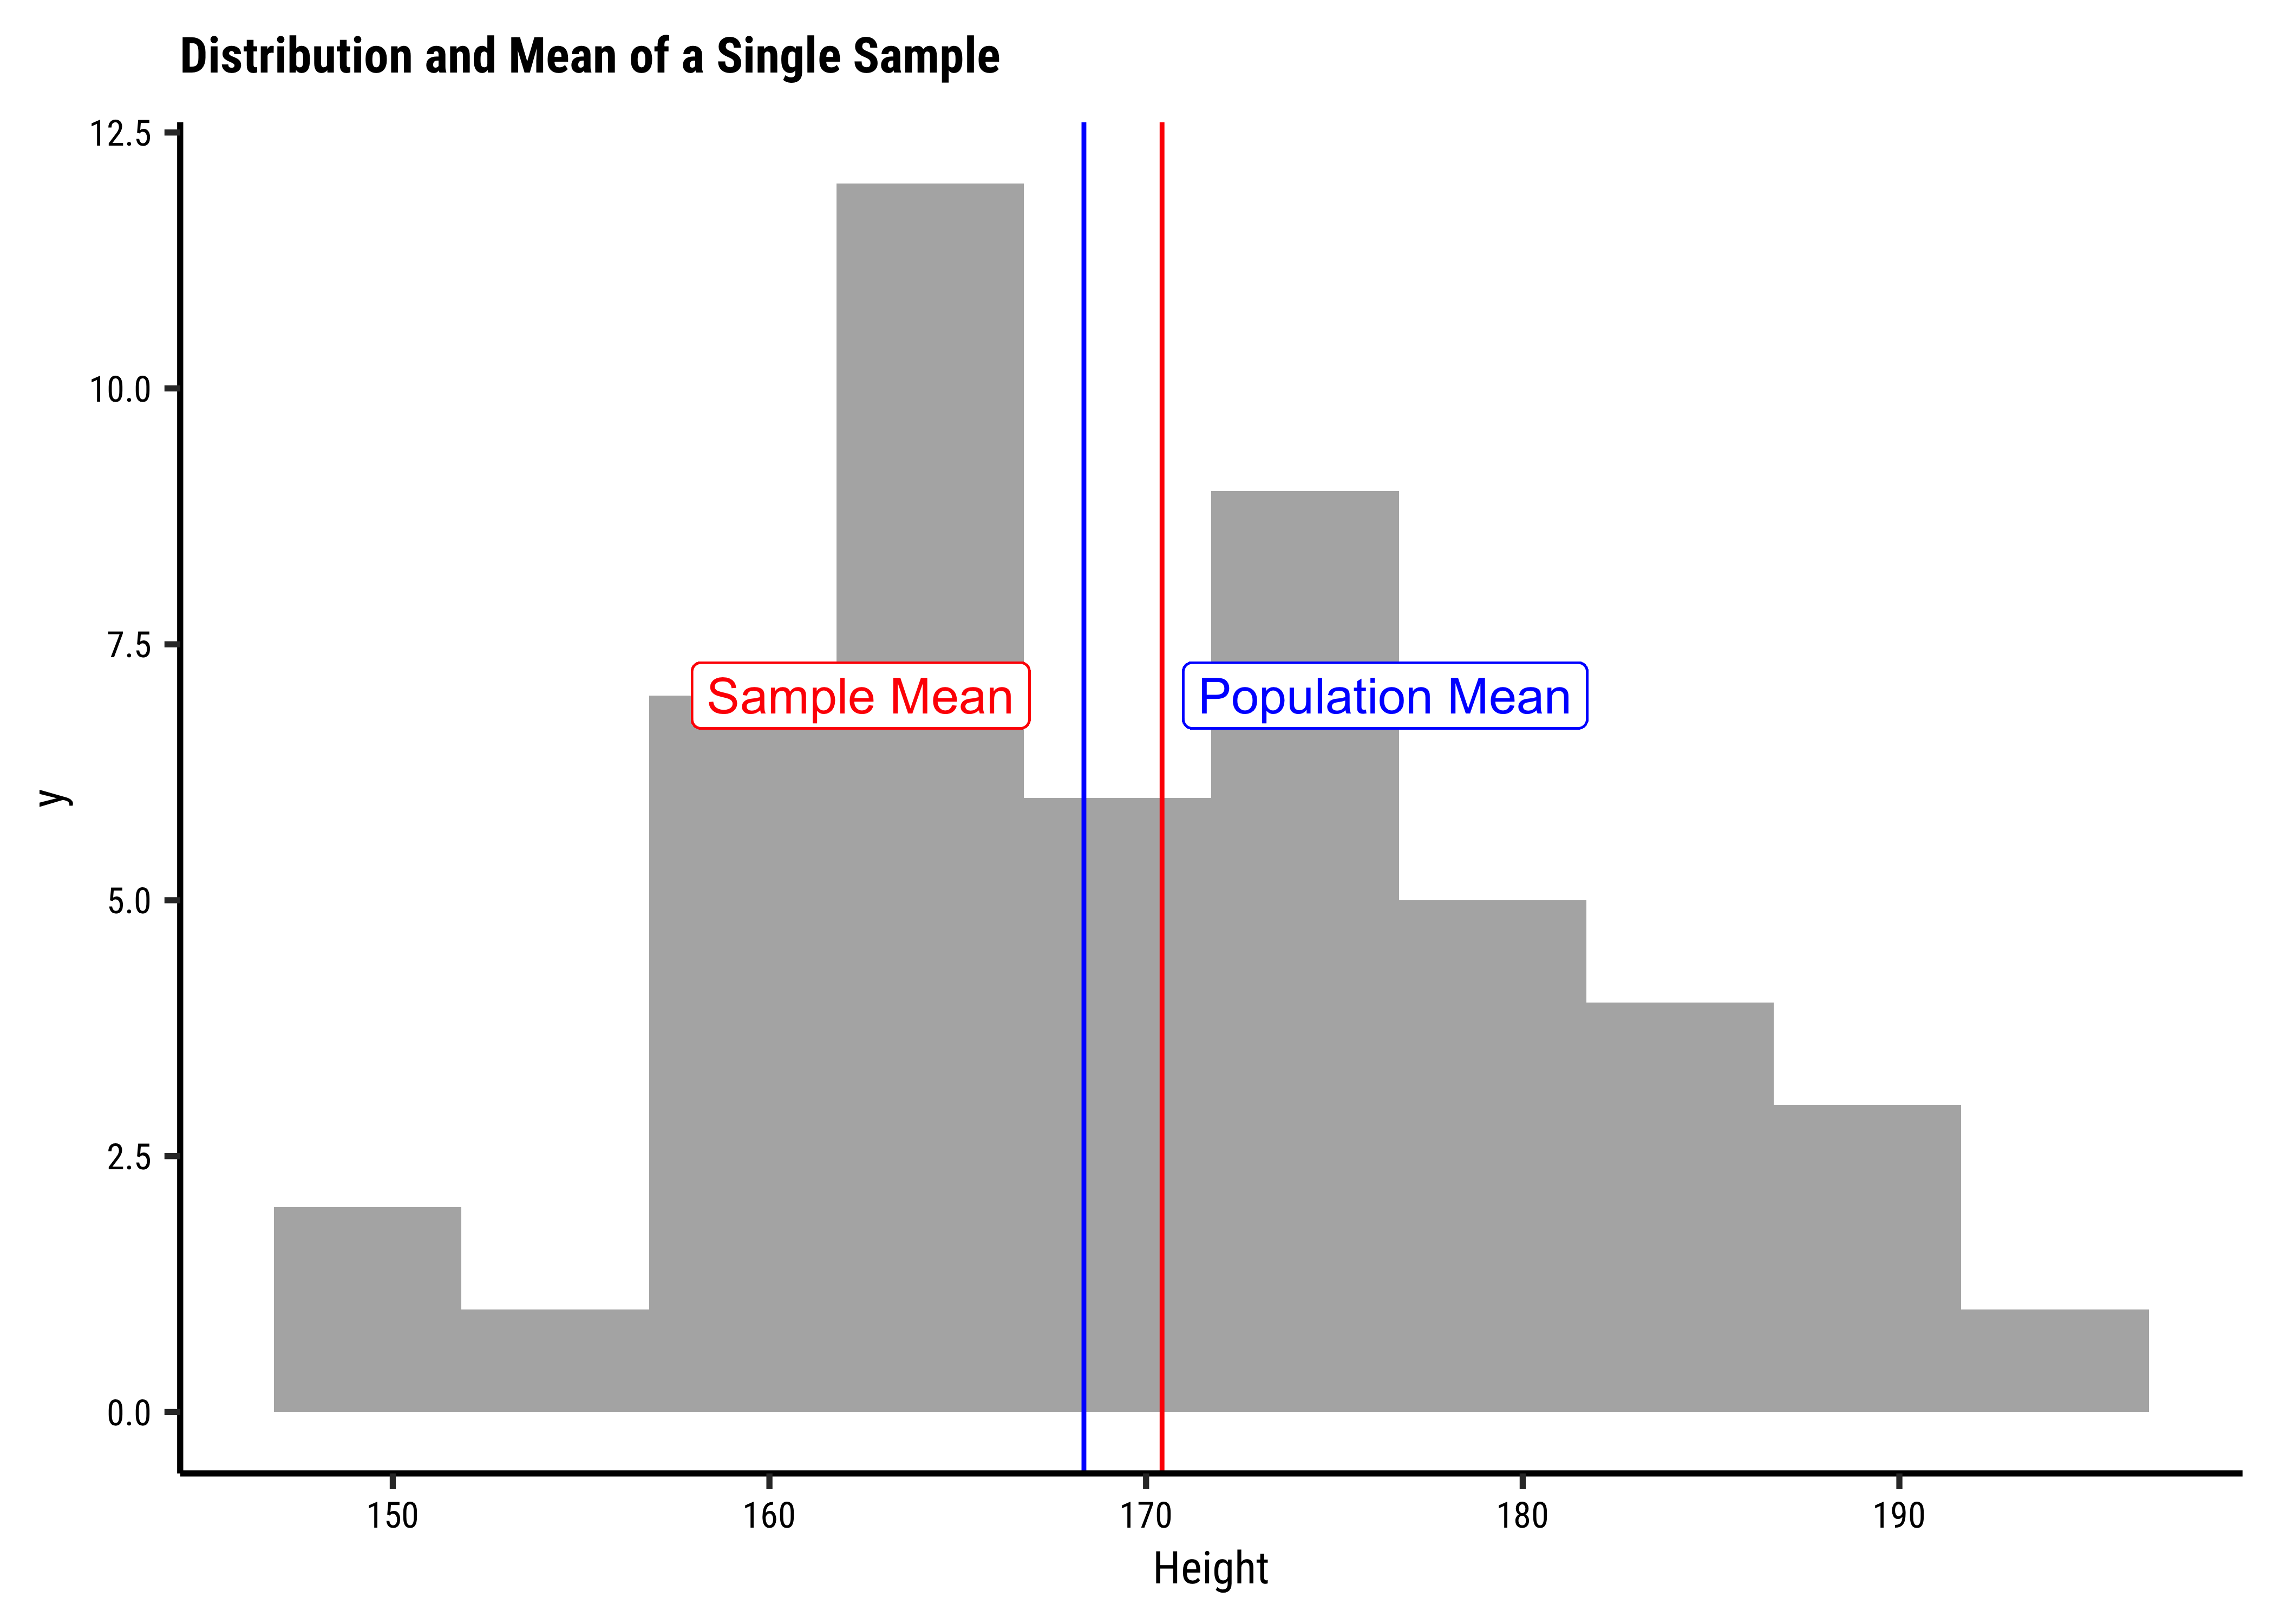 Distribution and Mean of a Single Sample
12.5
10.0
7.5
Sample Mean
Population Mean
y
5.0
2.5
0.0
150 160 170 180 190
Height